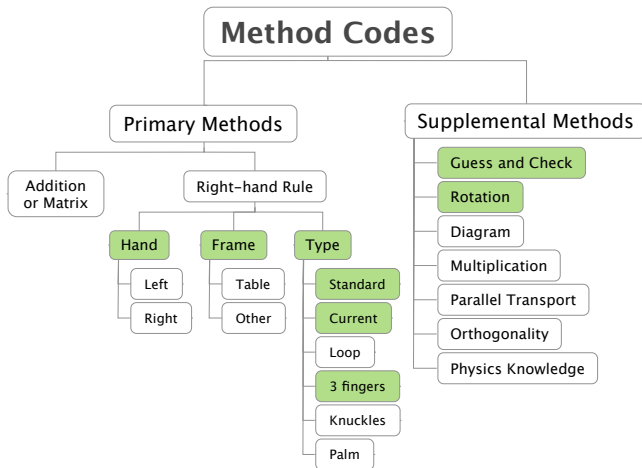 Method Codes
Primary Methods
Supplemental Methods
Addition
or Matrix
Right-hand Rule
Hand
Left
Right
Frame
Table
Other
Type
Standard
Current
Loop
3 fingers
Knuckles
Palm
Guess and Check
Rotation
Diagram
Multiplication
Parallel Transport
Orthogonality
Physics Knowledge